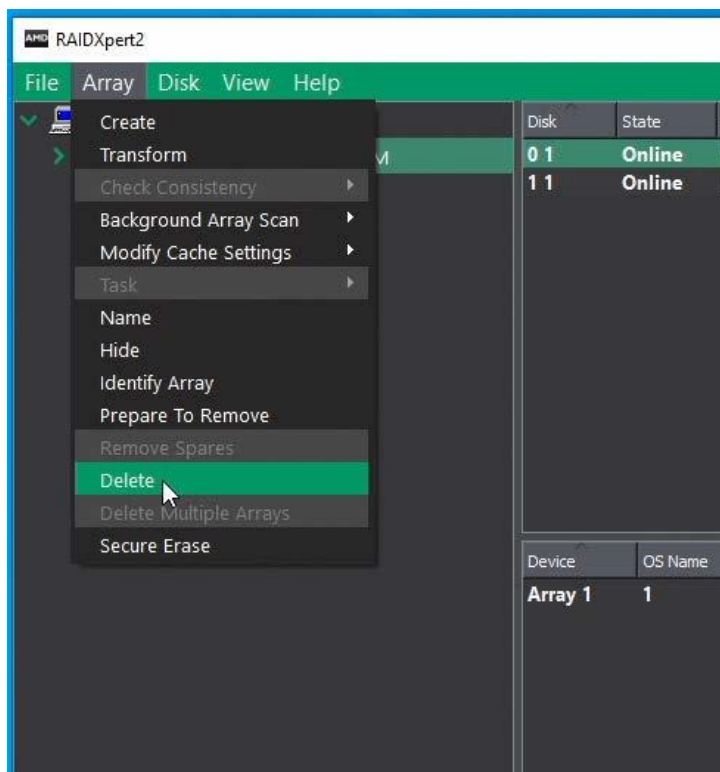 AMD RAIDXpert2
File Array Disk View Help
Create
Transform
Check Consistency
Background Array Scan
Modify Cache Settings
Task
Name
Hide
Identify Array
Prepare To Remove
Remove Spares
Delete
Delete Multiple Arrays
Secure Erase
M
Disk State
0 1 Online
1 1 Online
Device OS Name
Array 1 1